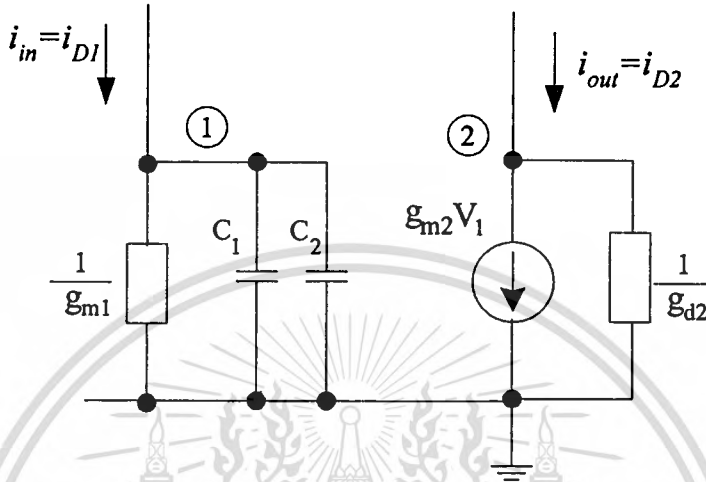 i_in=i_D1
i_out=i_D2
1
2
C_1
C_2
g_m2V_1
1/g_m1
1/g_d2